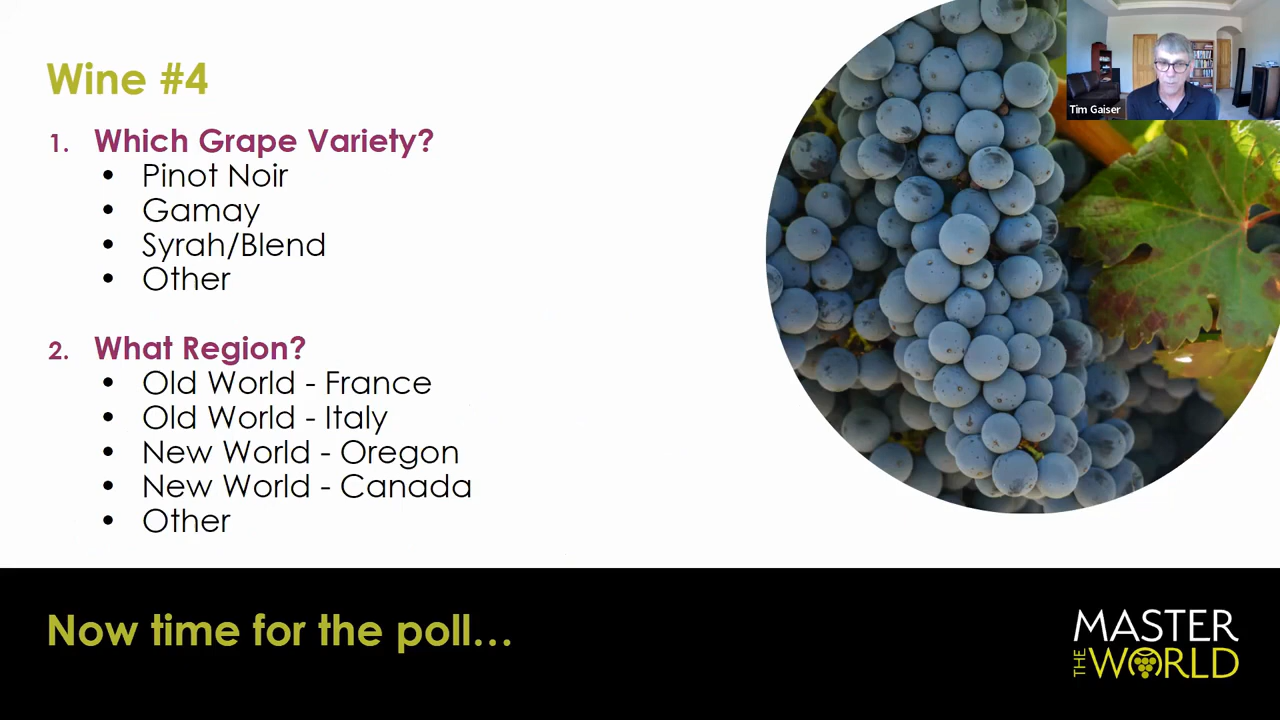 Wine #4
1. Which Grape Variety?
• Pinot Noir
• Gamay
• Syrah/Blend
• Other
2. What Region?
• Old World - France
• Old World - Italy
• New World - Oregon
• New World - Canada
• Other
Now time for the poll...
Tim Gaiser
MASTER
THE WORLD